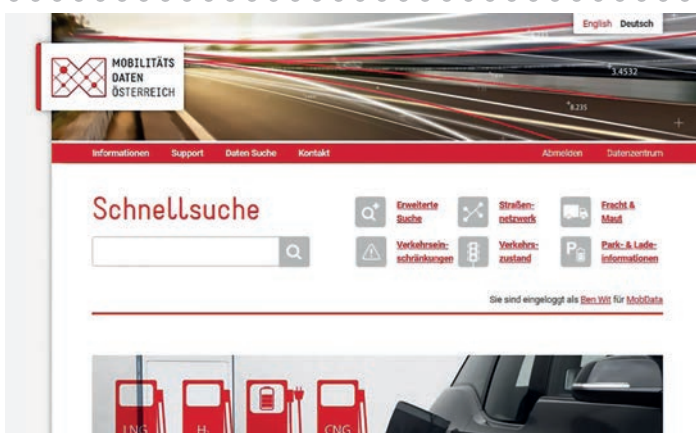 English Deutsch
MOBILITÄTS
DATEN
ÖSTERREICH
3.4532
8.235
Informationen Support Daten Suche Kontakt Abmelden Datenzentrum
Schnellsuche
Erweiterte
Suche
Straßen-
netzwerk
Fracht &
Maut
Verkehrsein-
schränkungen
Verkehrs-
zustand
P
Park- & Lade-
informationen
Sie sind eingeloggt als Ben Wit für MobData
LNG H₂ CNG